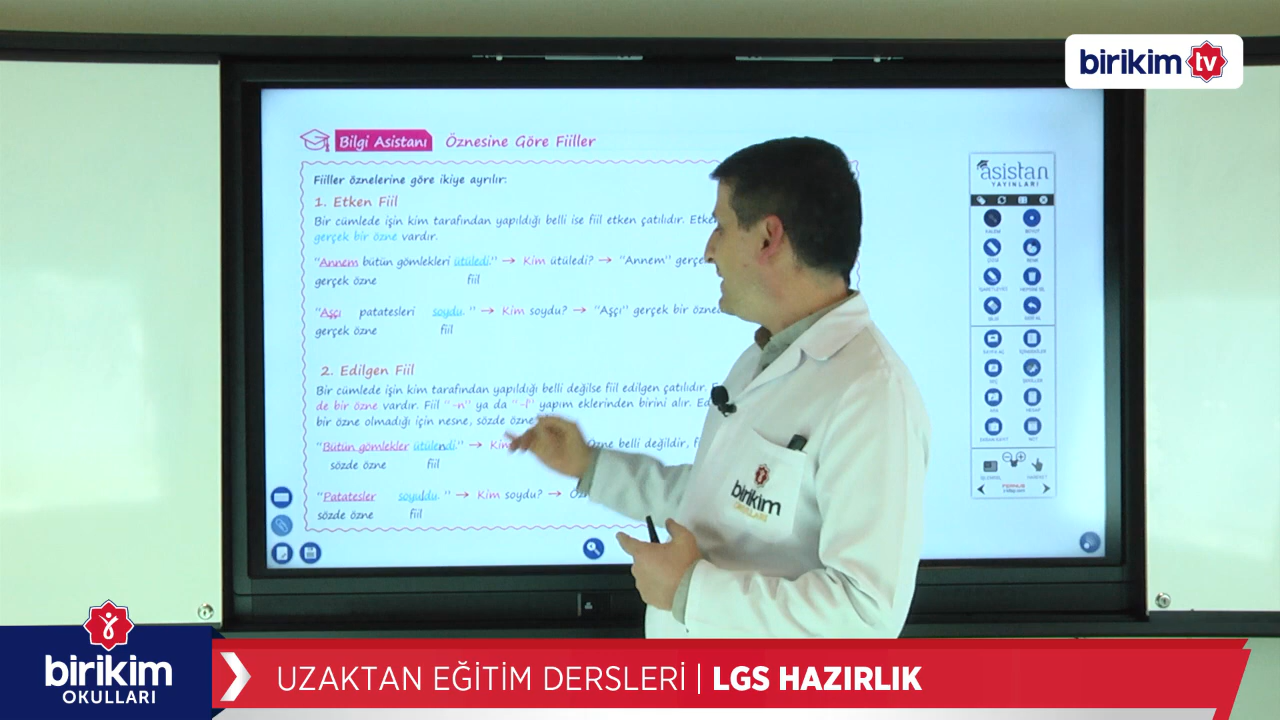 birikim tv
Bilgi Asistanı Öznesine Göre Fiiller
Fiiller öznelerine göre ikiye ayrılır:
1. Etken Fiil
Bir cümlede işin kim tarafından yapıldığı belli ise fiil etken çatılıdır.
gerçek bir özne vardır.
"Annem bütün gömlekleri ütüledi." → Kim ütüledi? → "Annem"
gerçek özne fiil
"Aşçı patatesleri soydu. " → Kim soydu? → "Aşçı" gerçek bir
gerçek özne fiil
2. Edilgen Fiil
Bir cümlede işin kim tarafından yapıldığı belli değilse fiil edilgen çatılıdır.
de bir özne vardır. Fiil "-n" ya da "-l" yapım eklerinden birini alır.
bir özne olmadığı için nesne, sözde özne
"Bütün gömlekler ütülendi." → Kim belli değildir,
sözde özne fiil
"Patatesler soyuldu. " → Kim soydu? →
sözde özne fiil
asistan
YAYINLARI
birikim
OKULLARI
birikim
OKULLARI
UZAKTAN EĞİTİM DERSLERİ | LGS HAZIRLIK